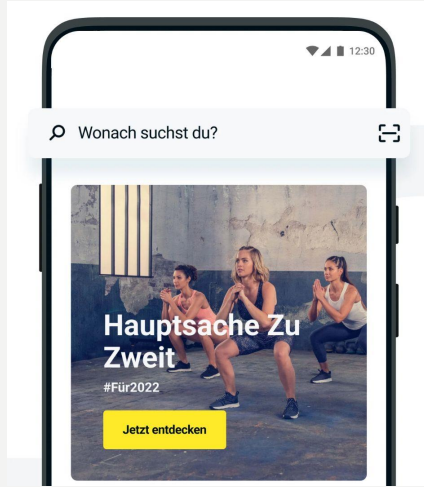 12:30
Wonach suchst du?
Hauptsache Zu
Zweit
#Für2022
Jetzt entdecken